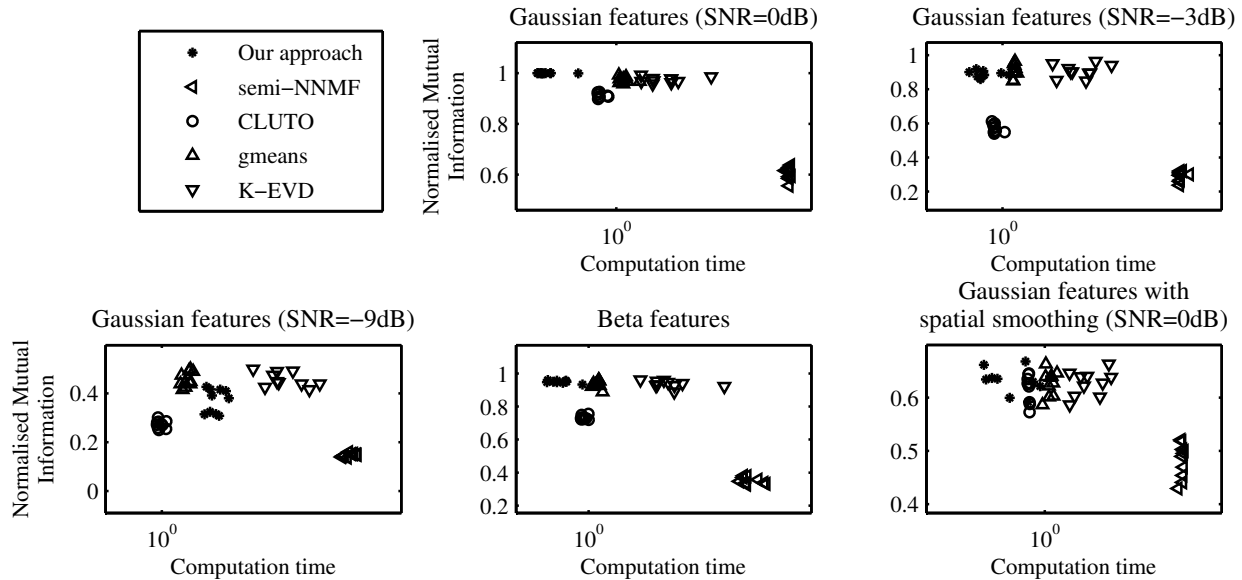 Our approach
semi−NNMF
CLUTO
gmeans
K−EVD
Gaussian features (SNR=0dB)
Normalised Mutual
Information
1
0.8
0.6
10^0
Computation time
Gaussian features (SNR=−3dB)
1
0.8
0.6
0.4
0.2
10^0
Computation time
Gaussian features (SNR=−9dB)
Normalised Mutual
Information
0.4
0.2
0
10^0
Computation time
Beta features
1
0.8
0.6
0.4
0.2
10^0
Computation time
Gaussian features with
spatial smoothing (SNR=0dB)
0.6
0.5
0.4
10^0
Computation time